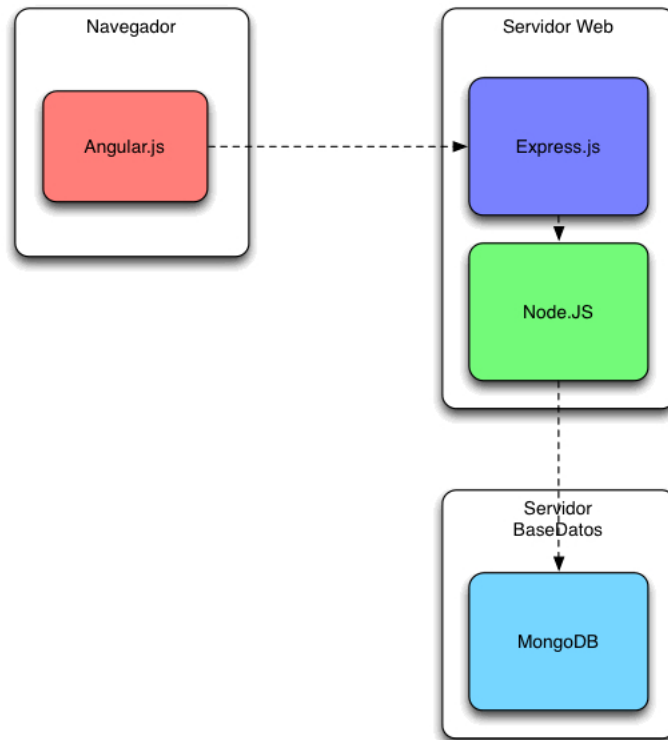 Navegador
Servidor Web
Angular.js
Express.js
Node.JS
Servidor
BaseDatos
MongoDB